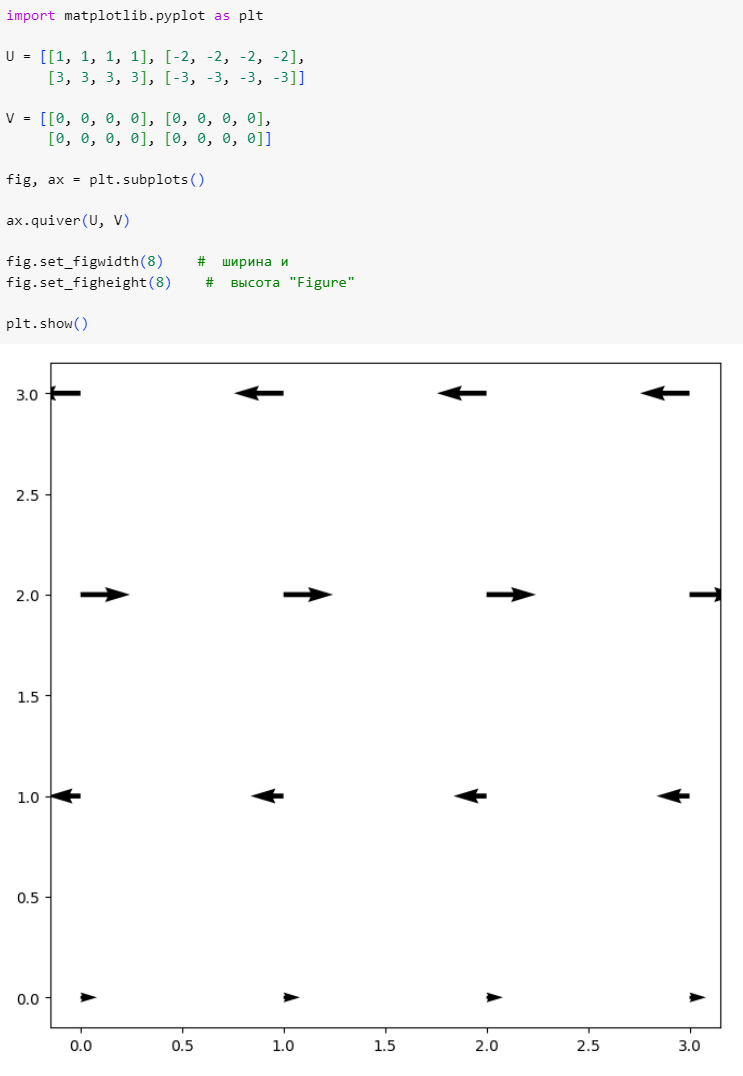 import matplotlib.pyplot as plt
U = [[1, 1, 1, 1], [-2, -2, -2, -2],
[3, 3, 3, 3], [-3, -3, -3, -3]]
V = [[0, 0, 0, 0], [0, 0, 0, 0],
[0, 0, 0, 0], [0, 0, 0, 0]]
fig, ax = plt.subplots()
ax.quiver(U, V)
fig.set_figwidth(8)    #  ширина и
fig.set_figheight(8)    #  высота "Figure"
plt.show()
3.0
2.5
2.0
1.5
1.0
0.5
0.0
0.0 0.5 1.0 1.5 2.0 2.5 3.0